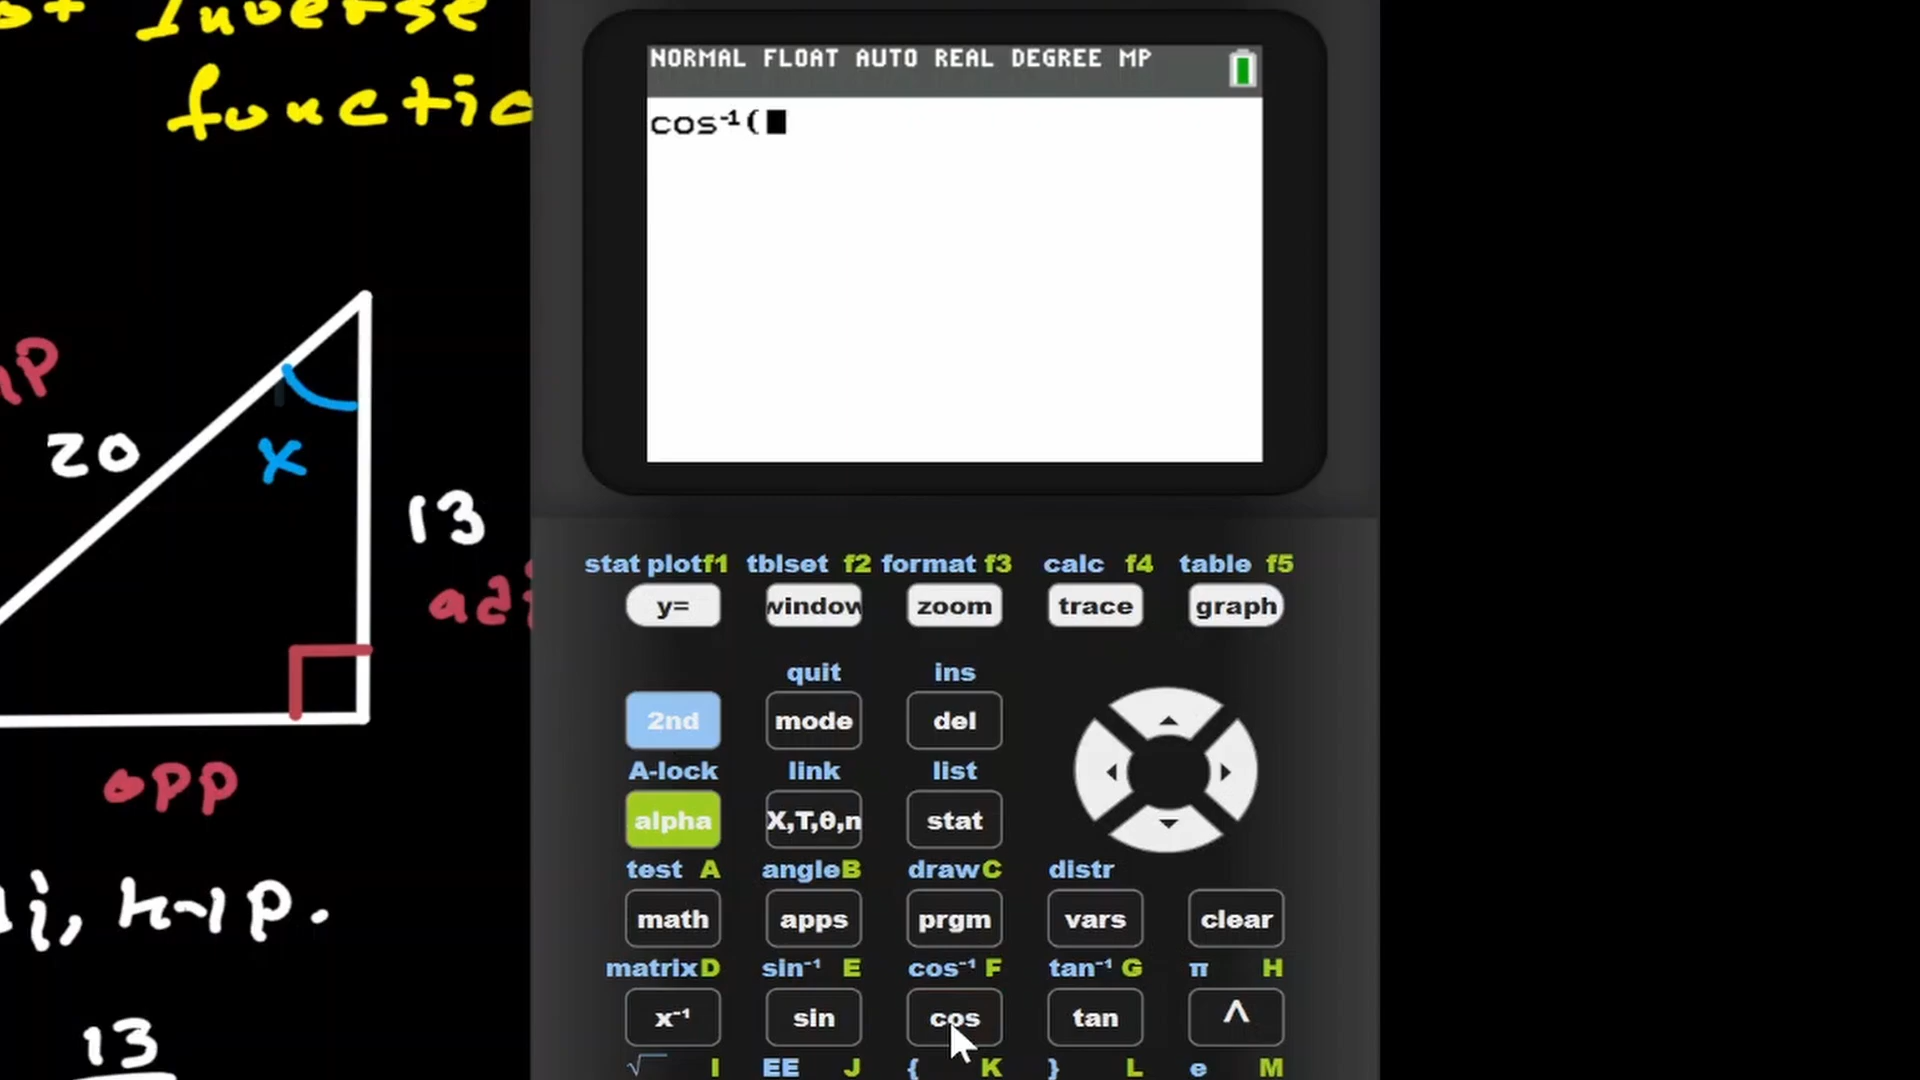 Inverse
NORMAL FLOAT AUTO REAL DEGREE MP
cos⁻¹(
20
x
13
opp
hyp.
13
stat plot f1 tblset f2 format f3 calc f4 table f5
y= window zoom trace graph
quit ins
2nd mode del
A-lock link list
alpha X,T,θ,n stat
test A angle B draw C distr
math apps prgm vars clear
matrix D sin⁻¹ E cos⁻¹ F tan⁻¹ G π H
x⁻¹ sin cos tan ^
√ I EE J { K } L e M